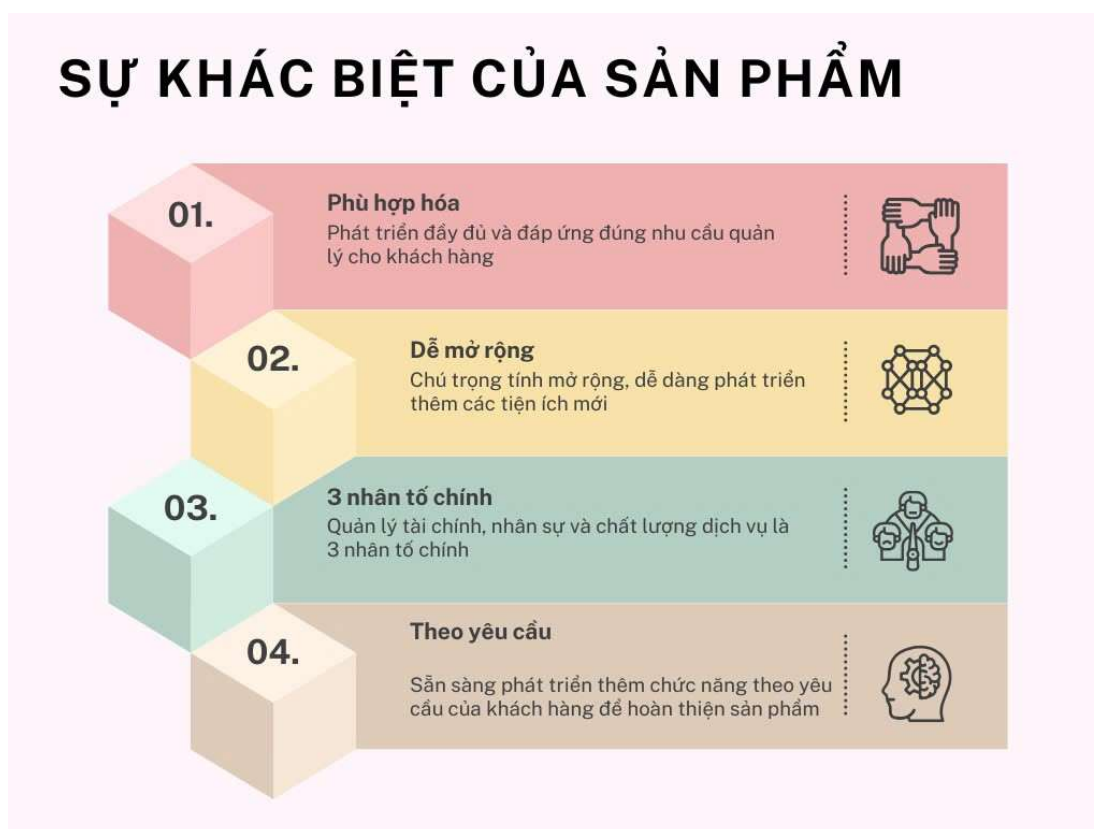 SỰ KHÁC BIỆT CỦA SẢN PHẨM
01.
Phù hợp hóa
Phát triển đầy đủ và đáp ứng đúng nhu cầu quản
lý cho khách hàng
02.
Dễ mở rộng
Chú trọng tính mở rộng, dễ dàng phát triển
thêm các tiện ích mới
03.
3 nhân tố chính
Quản lý tài chính, nhân sự và chất lượng dịch vụ là
3 nhân tố chính
04.
Theo yêu cầu
Sẵn sàng phát triển thêm chức năng theo yêu
cầu của khách hàng để hoàn thiện sản phẩm